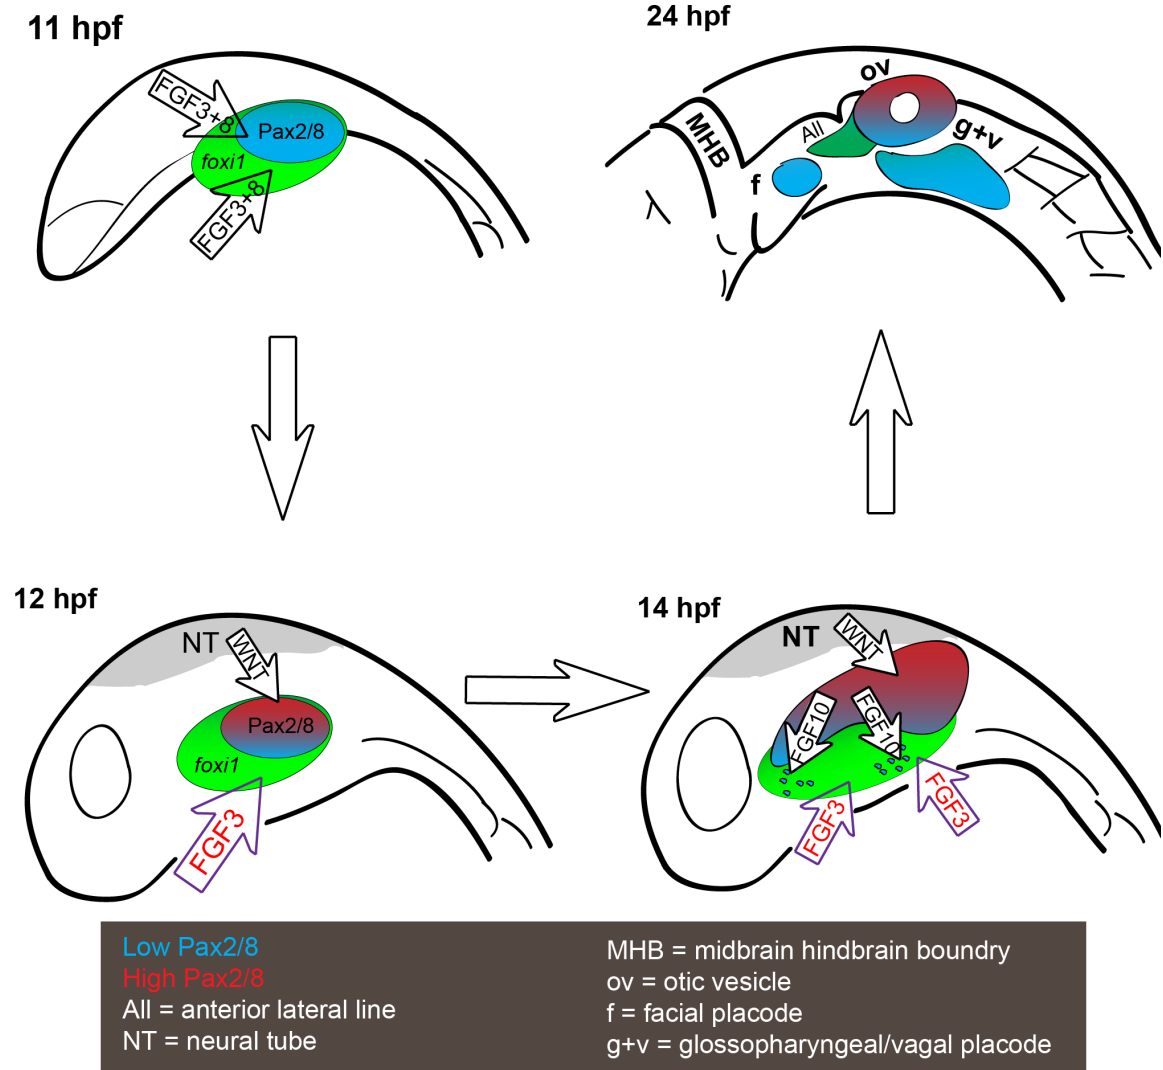 11 hpf
FGF3+8
Pax2/8
foxi1
FGF3+8
24 hpf
ov
MHB
All
g+v
f
12 hpf
NT
WNT
Pax2/8
foxi1
FGF3
14 hpf
NT
WNT
FGF10
FGF10
FGF3
FGF3
Low Pax2/8
High Pax2/8
All = anterior lateral line
NT = neural tube
MHB = midbrain hindbrain boundry
ov = otic vesicle
f = facial placode
g+v = glossopharyngeal/vagal placode